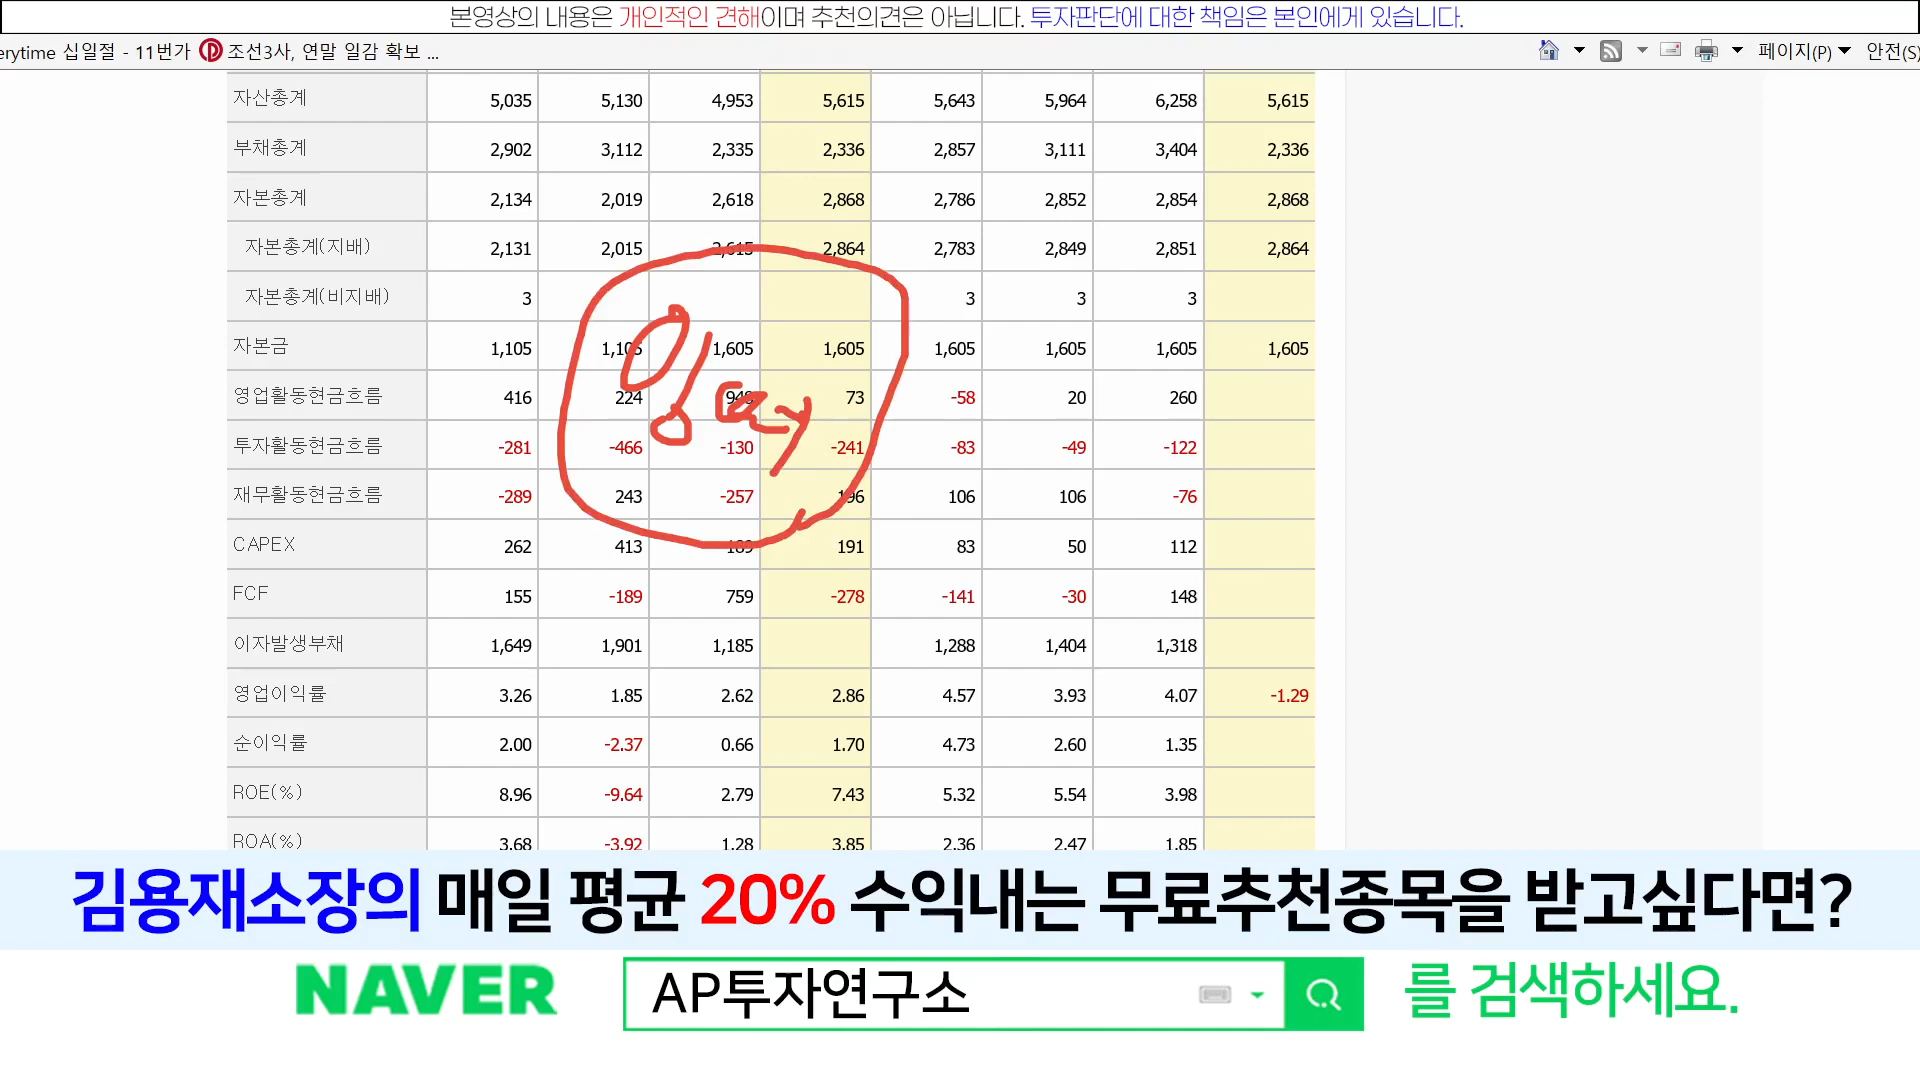 본영상의 내용은 개인적인 견해이며 추천의견은 아닙니다. 투자판단에 대한 책임은 본인에게 있습니다.
erytime 십일절 - 11번가 조선3사, 연말 일감 확보 ... 페이지(P) 안전(S)
자산총계 5,035 5,130 4,953 5,615 5,643 5,964 6,258 5,615
부채총계 2,902 3,112 2,335 2,336 2,857 3,111 3,404 2,336
자본총계 2,134 2,019 2,618 2,868 2,786 2,852 2,854 2,868
자본총계(지배) 2,131 2,015 2,615 2,864 2,783 2,849 2,851 2,864
자본총계(비지배) 3 3 3 3
자본금 1,105 1,105 1,605 1,605 1,605 1,605 1,605 1,605
영업활동현금흐름 416 224 73 -58 20 260
투자활동현금흐름 -281 -466 -130 -241 -83 -49 -122
재무활동현금흐름 -289 243 -257 196 106 106 -76
CAPEX 262 413 189 191 83 50 112
FCF 155 -189 759 -278 -141 -30 148
이자발생부채 1,649 1,901 1,185 1,288 1,404 1,318
영업이익률 3.26 1.85 2.62 2.86 4.57 3.93 4.07 -1.29
순이익률 2.00 -2.37 0.66 1.70 4.73 2.60 1.35
ROE(%) 8.96 -9.64 2.79 7.43 5.32 5.54 3.98
ROA(%) 3.68 -3.92 1.28 3.85 2.36 2.47 1.85
김용재소장의 매일 평균 20% 수익내는 무료추천종목을 받고싶다면?
NAVER AP투자연구소 를 검색하세요.